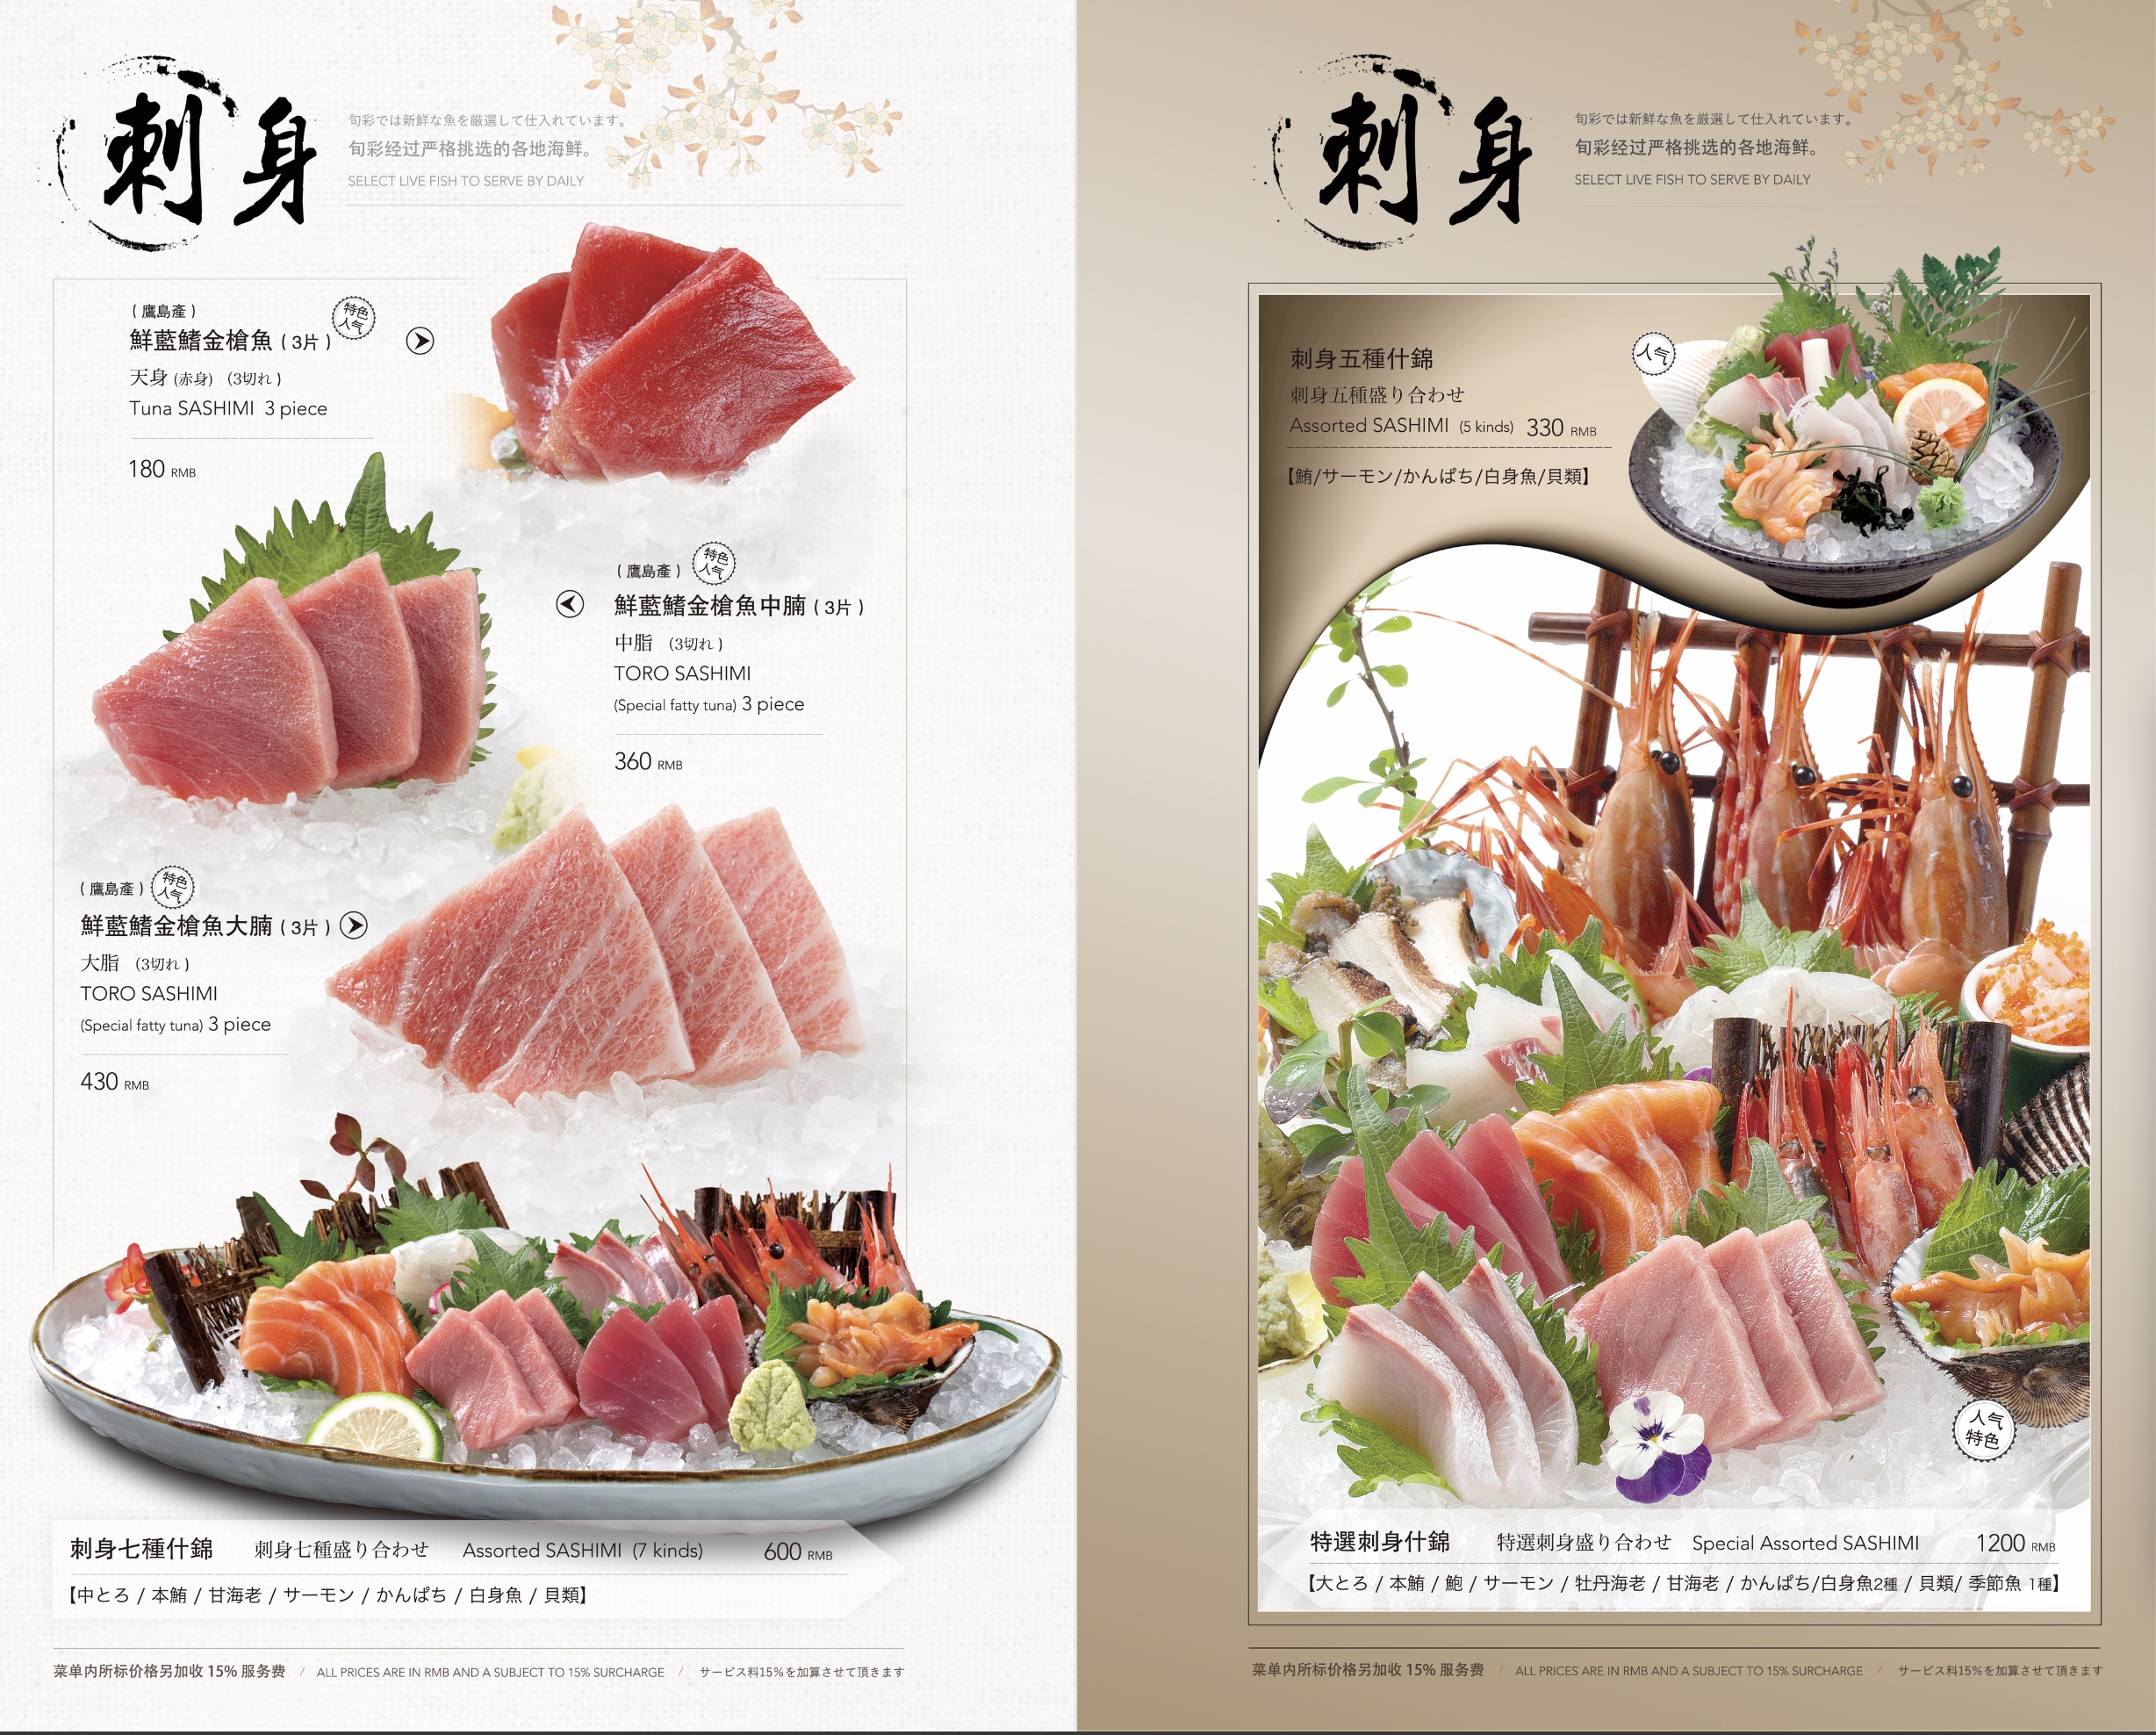 刺身
旬彩では新鮮な魚を厳選して仕入れています。
旬彩经过严格挑选的各地海鲜。
SELECT LIVE FISH TO SERVE BY DAILY
( 鷹島產 )
特色
人气
鮮藍鰭金槍魚 ( 3片 )
天身 (赤身) (3切れ )
Tuna SASHIMI 3 piece
180 RMB
( 鷹島產 )
特色
人气
鮮藍鰭金槍魚中腩 ( 3片 )
中脂 (3切れ )
TORO SASHIMI
(Special fatty tuna) 3 piece
360 RMB
( 鷹島產 )
特色
人气
鮮藍鰭金槍魚大腩 ( 3片 )
大脂 (3切れ )
TORO SASHIMI
(Special fatty tuna) 3 piece
430 RMB
刺身七種什錦 刺身七種盛り合わせ Assorted SASHIMI (7 kinds) 600 RMB
【中とろ / 本鮪 / 甘海老 / サーモン / かんぱち / 白身魚 / 貝類】
菜单内所标价格另加收 15% 服务费 / ALL PRICES ARE IN RMB AND A SUBJECT TO 15% SURCHARGE / サービス料15%を加算させて頂きます
刺身
旬彩では新鮮な魚を厳選して仕入れています。
旬彩经过严格挑选的各地海鲜。
SELECT LIVE FISH TO SERVE BY DAILY
人气
刺身五種什錦
刺身五種盛り合わせ
Assorted SASHIMI (5 kinds) 330 RMB
【鮪/サーモン/かんぱち/白身魚/貝類】
人气
特色
特選刺身什錦 特選刺身盛り合わせ Special Assorted SASHIMI 1200 RMB
【大とろ / 本鮪 / 鮑 / サーモン / 牡丹海老 / 甘海老 / かんぱち/白身魚2種 / 貝類/ 季節魚 1種】
菜单内所标价格另加收 15% 服务费 / ALL PRICES ARE IN RMB AND A SUBJECT TO 15% SURCHARGE / サービス料15%を加算させて頂きます